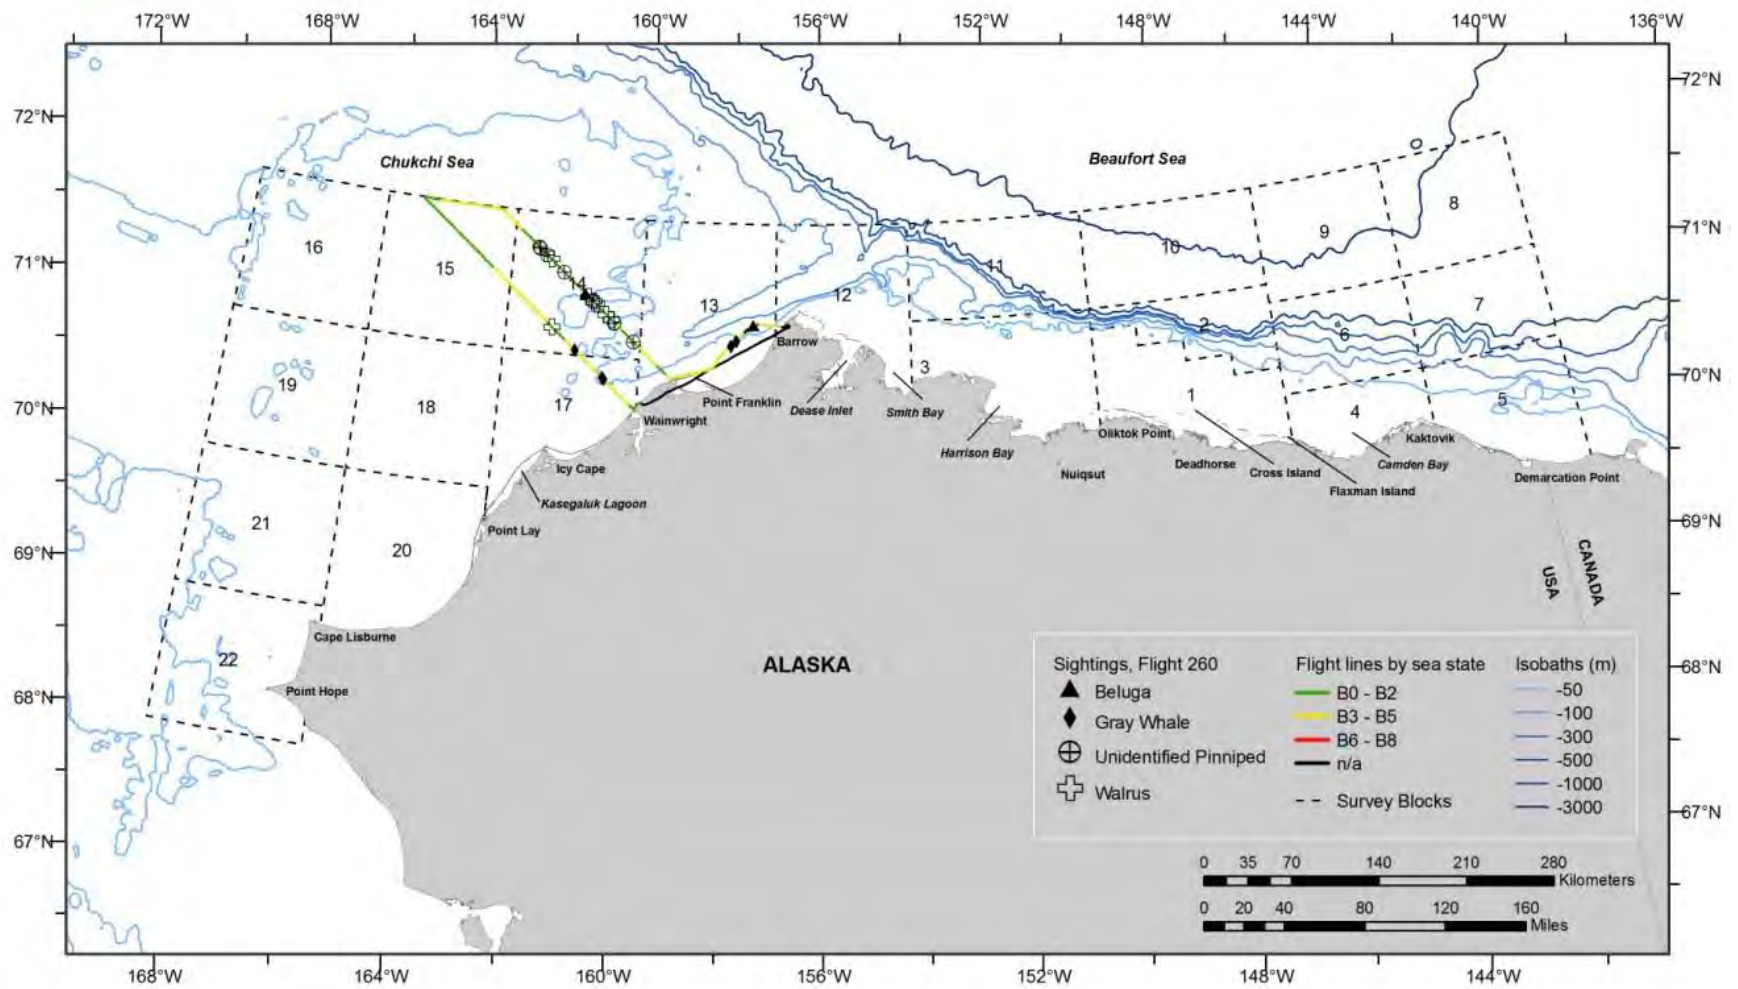 172°W 168°W 164°W 160°W 156°W 152°W 148°W 144°W 140°W 136°W
72°N 72°N
Chukchi Sea
Beaufort Sea
71°N 71°N
16
15
14
13
12
11
10
9
8
7
6
2
70°N 70°N
19
18
17
3
1
4
5
Barrow
Point Franklin
Wainwright
Dease Inlet
Smith Bay
Harrison Bay
Oliktok Point
Nuiqsut
Deadhorse
Cross Island
Flaxman Island
Camden Bay
Kaktovik
Demarcation Point
Icy Cape
Kasegaluk Lagoon
Point Lay
69°N 69°N
21
20
USA
CANADA
Cape Lisburne
22
Point Hope
68°N 68°N
67°N 67°N
ALASKA
Sightings, Flight 260
Beluga
Gray Whale
Unidentified Pinniped
Walrus
Flight lines by sea state
B0 - B2
B3 - B5
B6 - B8
n/a
Survey Blocks
Isobaths (m)
-50
-100
-300
-500
-1000
-3000
0 35 70 140 210 280
Kilometers
0 20 40 80 120 160
Miles
168°W 164°W 160°W 156°W 152°W 148°W 144°W